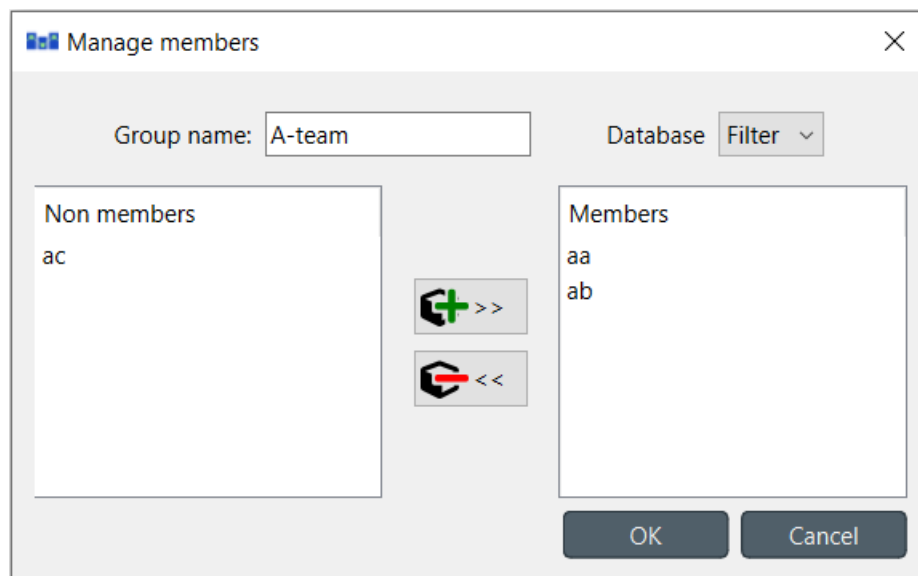 Manage members
Group name: A-team Database Filter
Non members
ac
>>
<<
Members
aa
ab
OK Cancel